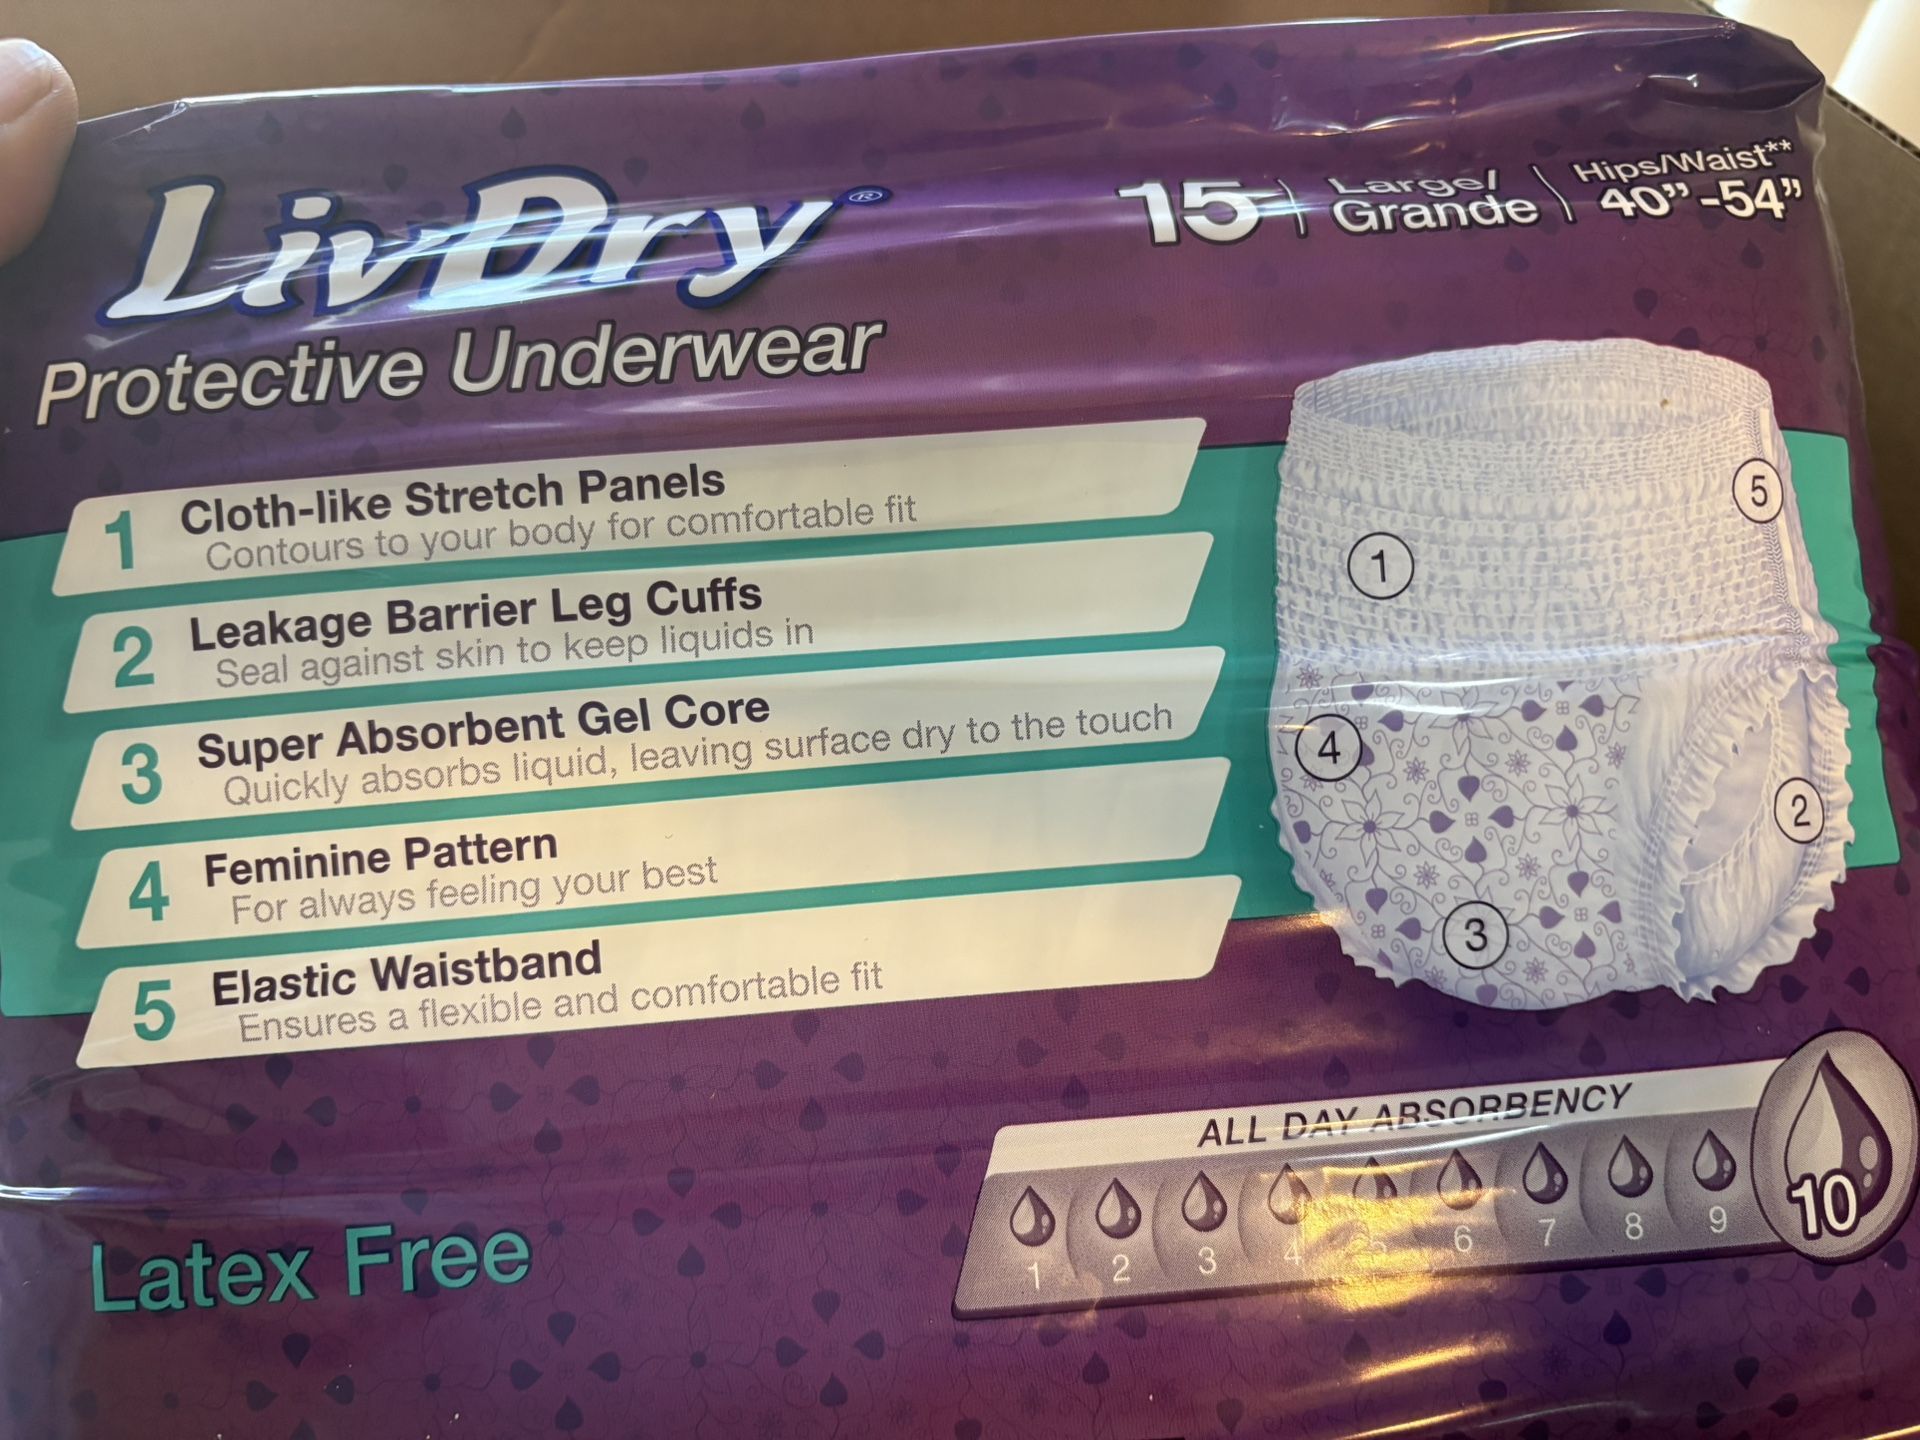 LivDry®
Protective Underwear
15 | Large/
Grande
Hips/Waist**
40"-54"
1 Cloth-like Stretch Panels
Contours to your body for comfortable fit
2 Leakage Barrier Leg Cuffs
Seal against skin to keep liquids in
3 Super Absorbent Gel Core
Quickly absorbs liquid, leaving surface dry to the touch
4 Feminine Pattern
For always feeling your best
5 Elastic Waistband
Ensures a flexible and comfortable fit
5
1
4
2
3
ALL DAY ABSORBENCY
1 2 3 4 5 6 7 8 9 10
Latex Free